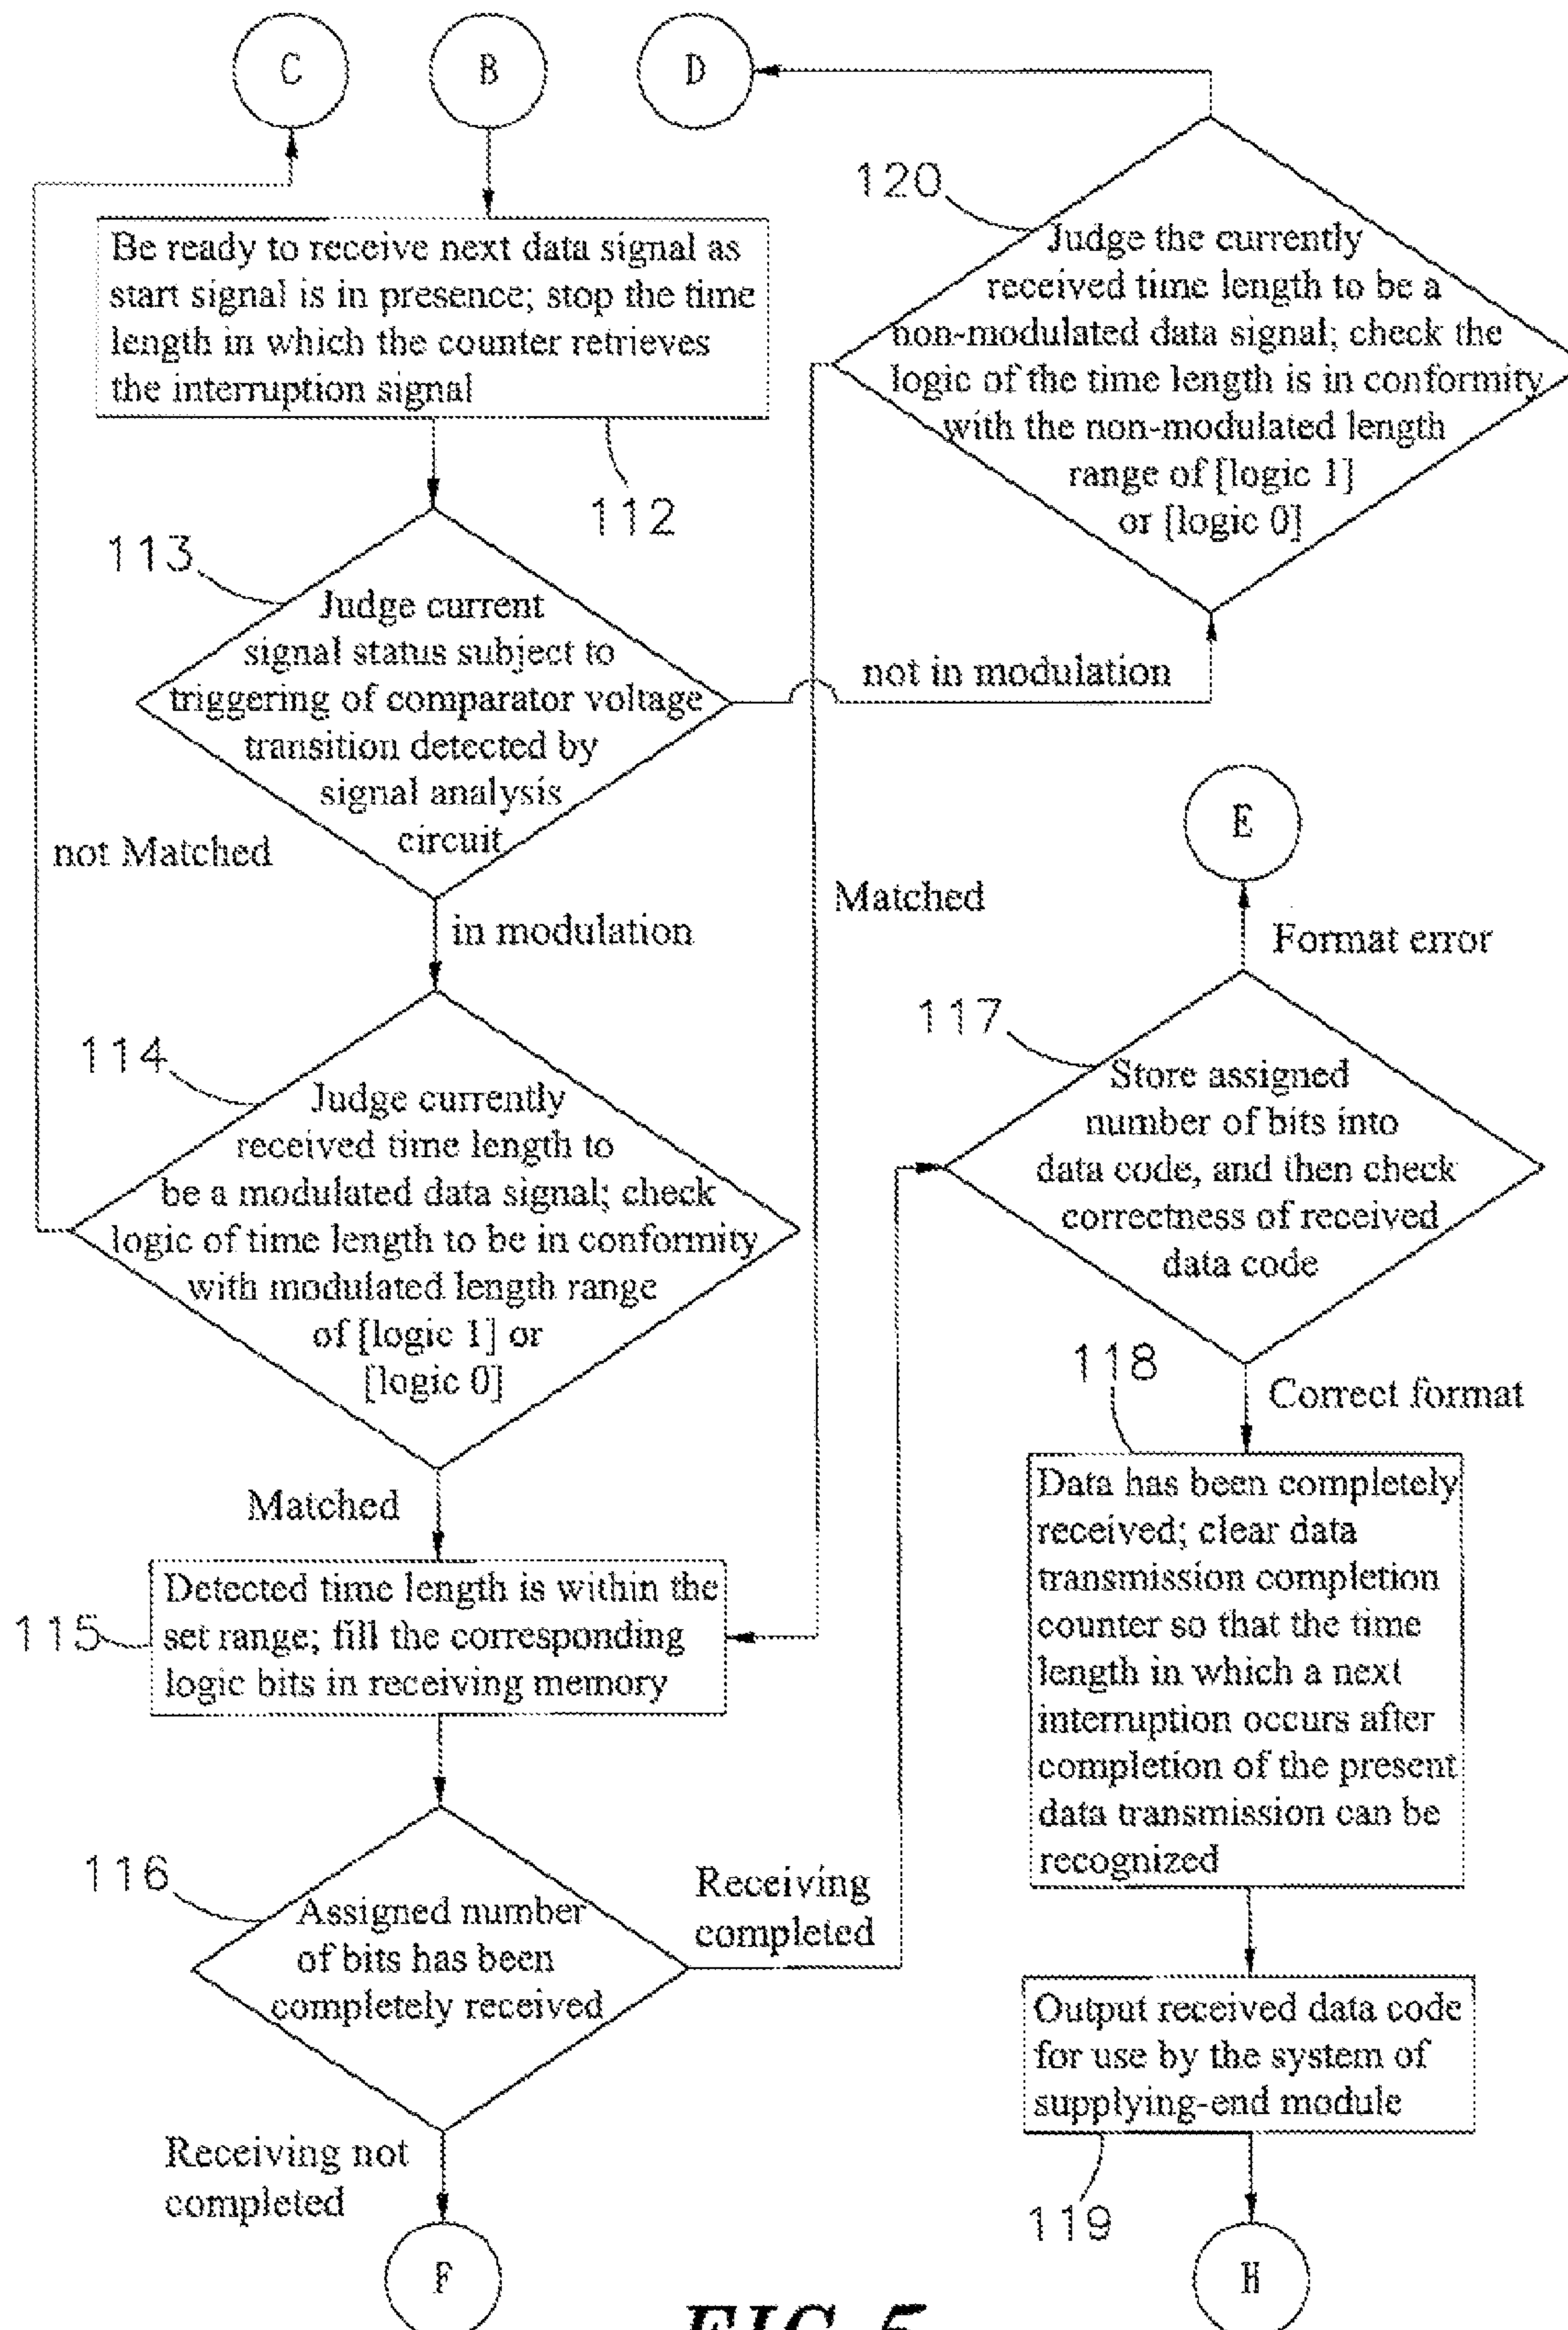 C
B
D
120
Be ready to receive next data signal as
start signal is in presence; stop the time
length in which the counter retrieves
the interruption signal
112
Judge the currently
received time length to be a
non-modulated data signal; check the
logic of the time length is in conformity
with the non-modulated length
range of [logic 1]
or [logic 0]
113
Judge current
signal status subject to
triggering of comparator voltage
transition detected by
signal analysis
circuit
not in modulation
not Matched
in modulation
Matched
E
Format error
114
Judge currently
received time length to
be a modulated data signal; check
logic of time length to be in conformity
with modulated length range
of [logic 1] or
[logic 0]
117
Store assigned
number of bits into
data code, and then check
correctness of received
data code
118
Correct format
Matched
115
Detected time length is within the
set range; fill the corresponding
logic bits in receiving memory
Data has been completely
received; clear data
transmission completion
counter so that the time
length in which a next
interruption occurs after
completion of the present
data transmission can be
recognized
116
Assigned number
of bits has been
completely received
Receiving
completed
Output received data code
for use by the system of
supplying-end module
119
Receiving not
completed
F
H
FIG. 5